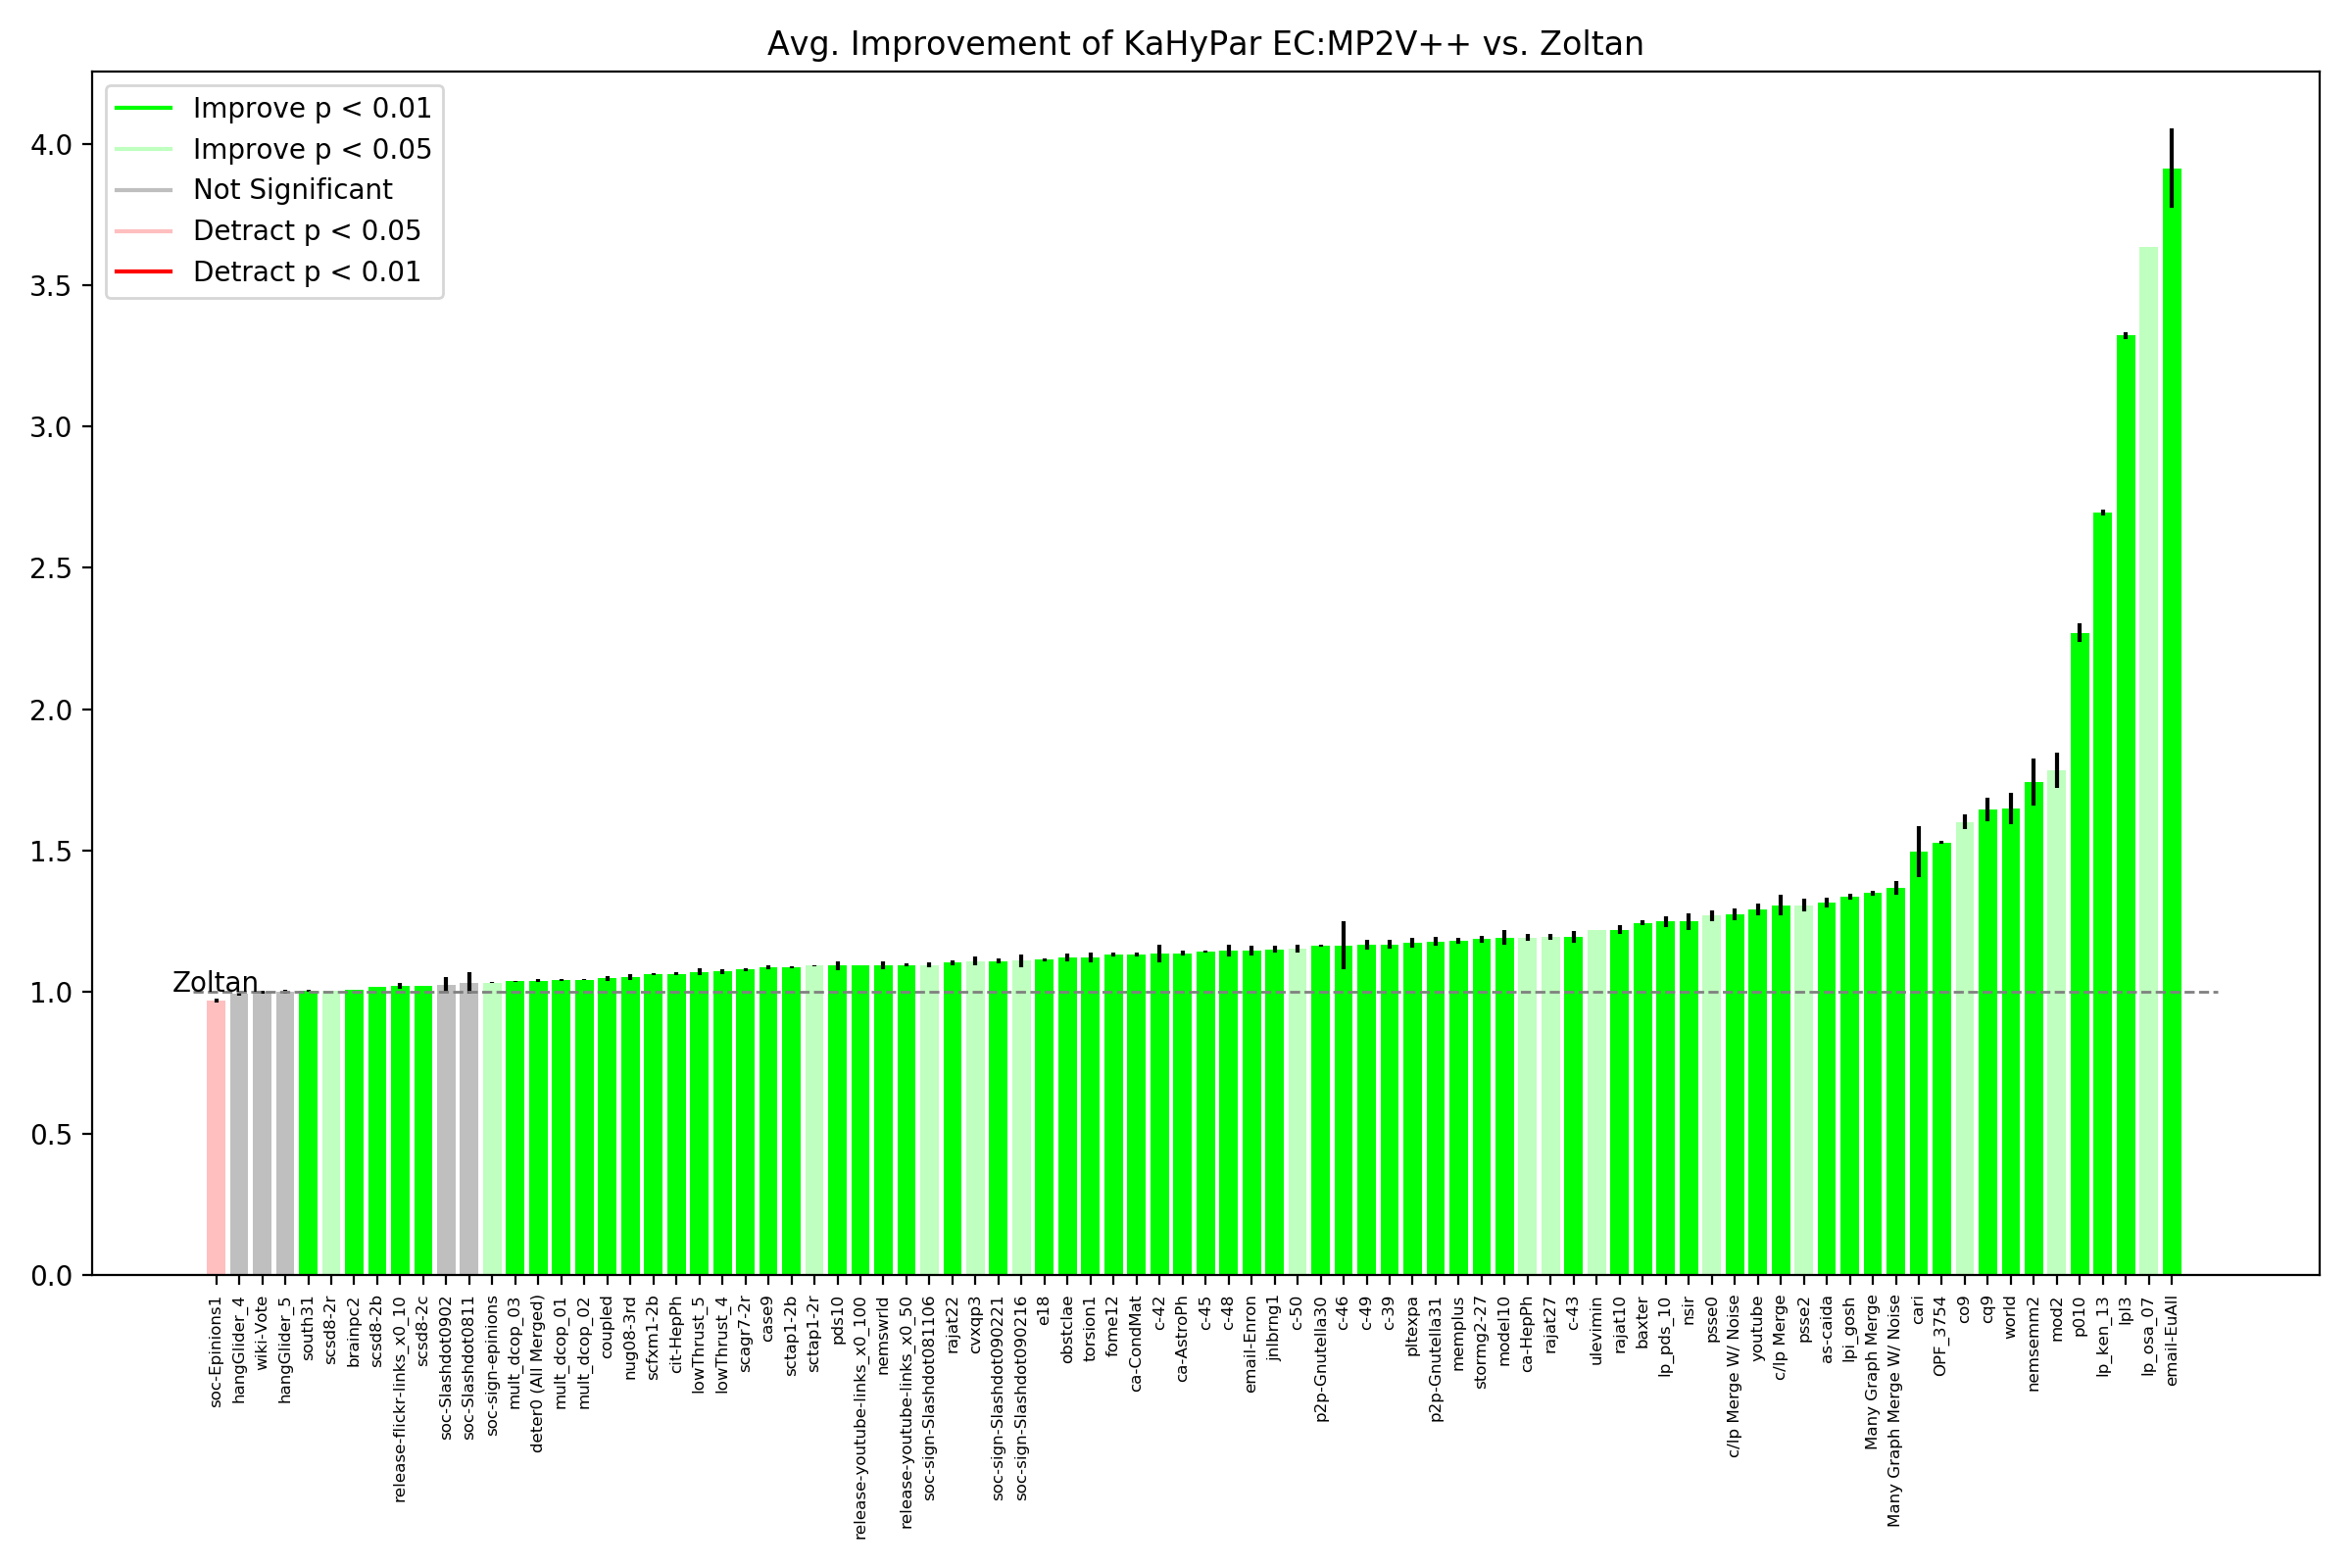 Avg. Improvement of KaHyPar EC:MP2V++ vs. Zoltan
Improve p < 0.01
Improve p < 0.05
Not Significant
Detract p < 0.05
Detract p < 0.01
4.0
3.5
3.0
2.5
2.0
1.5
1.0
0.5
0.0
Zoltan
soc-Epinions1
hangGlider_4
wiki-Vote
hangGlider_5
south31
scsd8-2r
brainpc2
scsd8-2b
release-flickr-links_x0_10
scsd8-2c
soc-Slashdot0902
soc-Slashdot0811
soc-sign-epinions
mult_dcop_03
deter0 (All Merged)
mult_dcop_01
mult_dcop_02
coupled
nug08-3rd
scfxm1-2b
cit-HepPh
lowThrust_5
lowThrust_4
scagr7-2r
case9
sctap1-2b
sctap1-2r
pds10
release-youtube-links_x0_100
nemswrld
release-youtube-links_x0_50
soc-sign-Slashdot081106
rajat22
cvxqp3
soc-sign-Slashdot090221
soc-sign-Slashdot090216
e18
obstclae
torsion1
fome12
ca-CondMat
c-42
ca-AstroPh
c-45
c-48
email-Enron
jnlbrng1
c-50
p2p-Gnutella30
c-46
c-49
c-39
pltexpa
p2p-Gnutella31
memplus
stormg2-27
model10
ca-HepPh
rajat27
c-43
ulevimin
rajat10
baxter
lp_pds_10
nsir
psse0
c/lp Merge W/ Noise
youtube
c/lp Merge
psse2
as-caida
lpi_gosh
Many Graph Merge
Many Graph Merge W/ Noise
cari
OPF_3754
co9
cq9
world
nemsemm2
mod2
p010
lp_ken_13
lpl3
lp_osa_07
email-EuAll